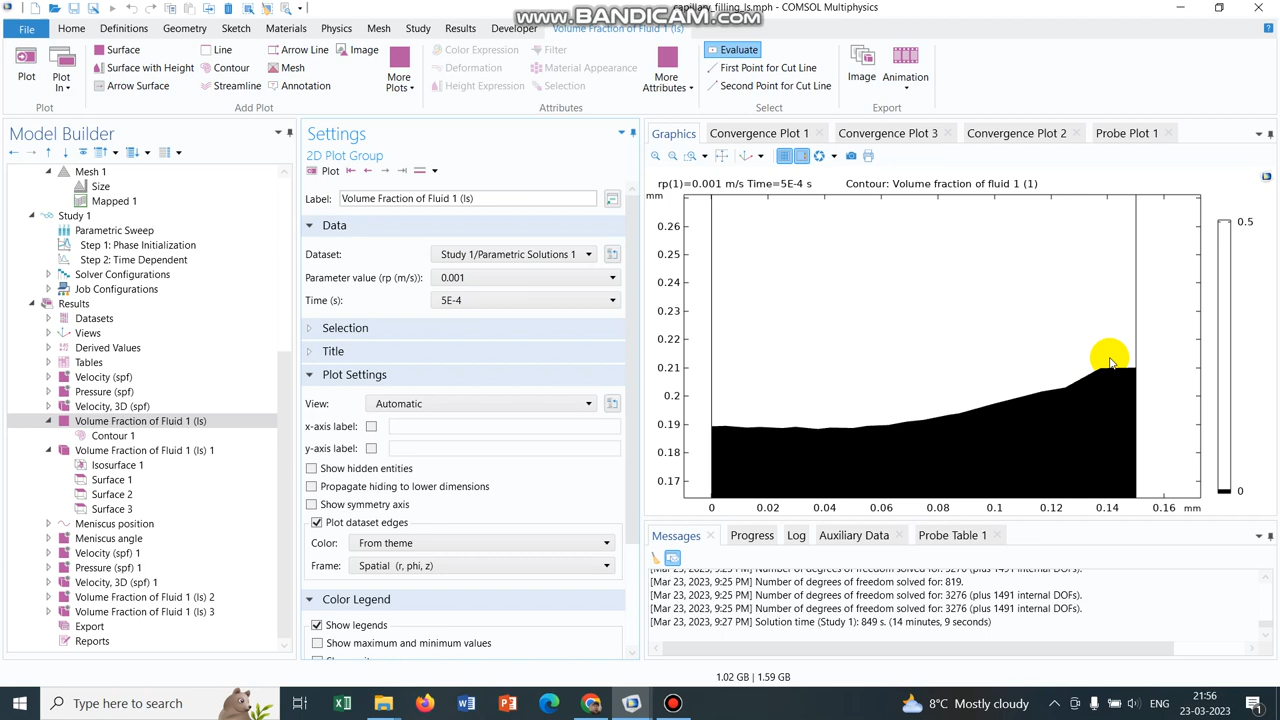 www.BANDICAM.com
capillary_filling_ls.mph - COMSOL Multiphysics
File Home Definitions Geometry Sketch Materials Physics Mesh Study Results Developer Volume Fraction of Fluid 1 (ls)
Plot
Plot In
Surface
Surface with Height
Arrow Surface
Line
Contour
Streamline
Arrow Line
Mesh
Annotation
Image
More Plots
Color Expression
Deformation
Height Expression
Filter
Material Appearance
Selection
More Attributes
Evaluate
First Point for Cut Line
Second Point for Cut Line
Image
Animation
Plot
Add Plot
Attributes
Select
Export
Model Builder
Mesh 1
Size
Mapped 1
Study 1
Parametric Sweep
Step 1: Phase Initialization
Step 2: Time Dependent
Solver Configurations
Job Configurations
Results
Datasets
Views
Derived Values
Tables
Velocity (spf)
Pressure (spf)
Velocity, 3D (spf)
Volume Fraction of Fluid 1 (ls)
Contour 1
Volume Fraction of Fluid 1 (ls) 1
Isosurface 1
Surface 1
Surface 2
Surface 3
Meniscus position
Meniscus angle
Velocity (spf) 1
Pressure (spf) 1
Velocity, 3D (spf) 1
Volume Fraction of Fluid 1 (ls) 2
Volume Fraction of Fluid 1 (ls) 3
Export
Reports
Settings
2D Plot Group
Plot
Label: Volume Fraction of Fluid 1 (ls)
Data
Dataset: Study 1/Parametric Solutions 1
Parameter value (rp (m/s)): 0.001
Time (s): 5E-4
Selection
Title
Plot Settings
View: Automatic
x-axis label:
y-axis label:
Show hidden entities
Propagate hiding to lower dimensions
Show symmetry axis
Plot dataset edges
Color: From theme
Frame: Spatial (r, phi, z)
Color Legend
Show legends
Show maximum and minimum values
Graphics
Convergence Plot 1
Convergence Plot 3
Convergence Plot 2
Probe Plot 1
rp(1)=0.001 m/s Time=5E-4 s Contour: Volume fraction of fluid 1 (1)
mm
0.26
0.25
0.24
0.23
0.22
0.21
0.2
0.19
0.18
0.17
0 0.02 0.04 0.06 0.08 0.1 0.12 0.14 0.16 mm
0.5
0
Messages
Progress
Log
Auxiliary Data
Probe Table 1
[Mar 23, 2023, 9:25 PM] Number of degrees of freedom solved for: 3276 (plus 1491 internal DOFs).
[Mar 23, 2023, 9:25 PM] Number of degrees of freedom solved for: 819.
[Mar 23, 2023, 9:25 PM] Number of degrees of freedom solved for: 3276 (plus 1491 internal DOFs).
[Mar 23, 2023, 9:25 PM] Number of degrees of freedom solved for: 3276 (plus 1491 internal DOFs).
[Mar 23, 2023, 9:27 PM] Solution time (Study 1): 849 s. (14 minutes, 9 seconds)
1.02 GB | 1.59 GB
Type here to search
8°C Mostly cloudy
ENG
21:56
23-03-2023